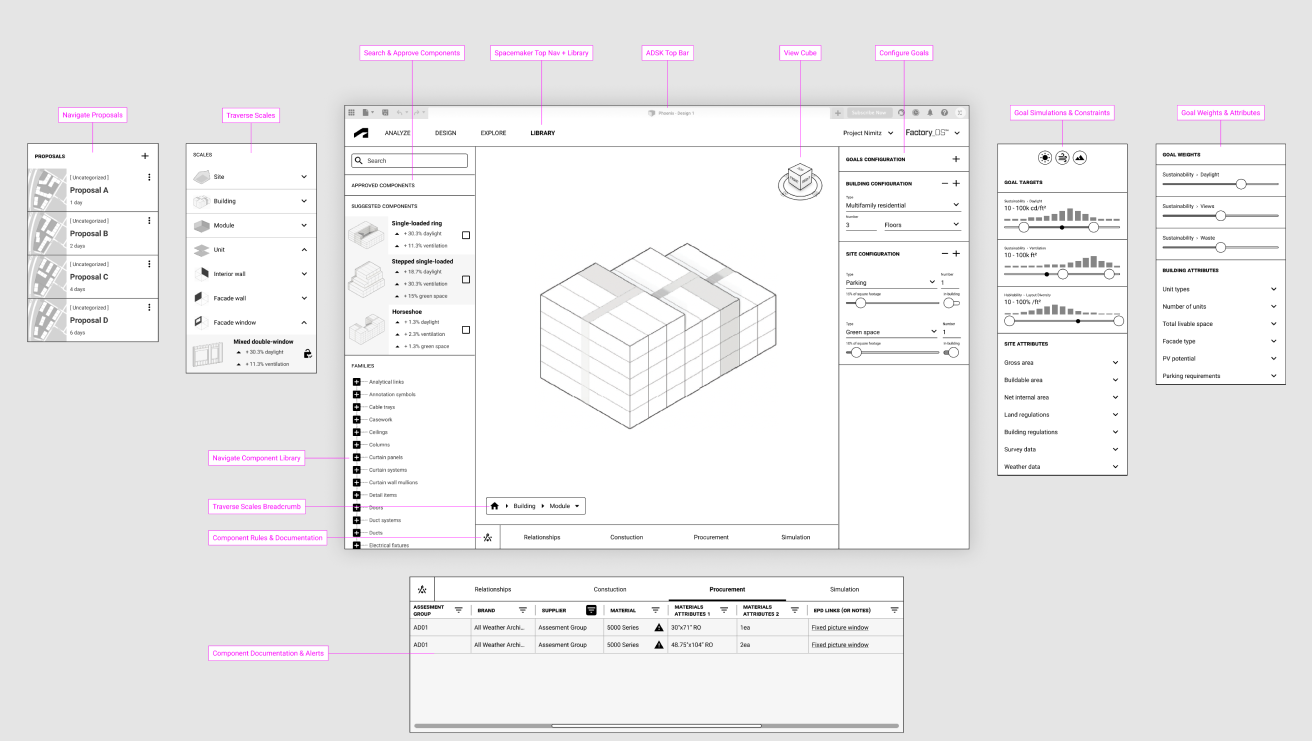 Search & Approve Components
Spacemaker Top Nav + Library
ADSK Top Bar
View Cube
Configure Goals
Navigate Proposals
Traverse Scales
Goal Simulations & Constraints
Goal Weights & Attributes
PROPOSALS
[ Uncategorized ]
Proposal A
1 day
[ Uncategorized ]
Proposal B
2 days
[ Uncategorized ]
Proposal C
4 days
[ Uncategorized ]
Proposal D
6 days
SCALES
Site
Building
Module
Unit
Interior wall
Facade wall
Facade window
Mixed double-window
+ 30.3% daylight
+ 11.3% ventilation
Phoenix - Design 1
ANALYZE DESIGN EXPLORE LIBRARY
Project Nimitz
Factory_OS™
Search
APPROVED COMPONENTS
SUGGESTED COMPONENTS
Single-loaded ring
+ 30.3% daylight
+ 11.3% ventilation
Stepped single-loaded
+ 18.7% daylight
+ 30.3% ventilation
+ 15% green space
Horseshoe
+ 1.3% daylight
+ 2.3% ventilation
+ 1.3% green space
FAMILIES
Analytical links
Annotation symbols
Cable trays
Casework
Ceilings
Columns
Curtain panels
Curtain systems
Curtain wall mullions
Detail items
Doors
Duct systems
Ducts
Electrical fixtures
Navigate Component Library
Traverse Scales Breadcrumb
Component Rules & Documentation
Building Module
Relationships Constuction Procurement Simulation
GOALS CONFIGURATION
BUILDING CONFIGURATION
Type
Multifamily residential
Number
3 Floors
SITE CONFIGURATION
Type Number
Parking 1
15% of square footage In-building
Type Number
Green space 1
In-building
GOAL TARGETS
Sustainability - Daylight
10 - 100k cd/ft²
Sustainability - Ventilation
10 - 100k ft²
Habitability - Layout Diversity
10 - 100% /ft²
SITE ATTRIBUTES
Gross area
Buildable area
Net internal area
Land regulations
Building regulations
Survey data
Weather data
GOAL WEIGHTS
Sustainability - Daylight
Sustainability - Views
Sustainability - Waste
BUILDING ATTRIBUTES
Unit types
Number of units
Total livable space
Facade type
PV potential
Parking requirements
Component Documentation & Alerts
Relationships Constuction Procurement Simulation
ASSESMENT GROUP BRAND SUPPLIER MATERIAL MATERIALS ATTRIBUTES 1 MATERIALS ATTRIBUTES 2 EPD LINKS (OR NOTES)
AD01 All Weather Archi... Assesment Group 5000 Series 30"x71" RO 1ea Fixed picture window
AD01 All Weather Archi... Assesment Group 5000 Series 48.75"x104" RO 2ea Fixed picture window